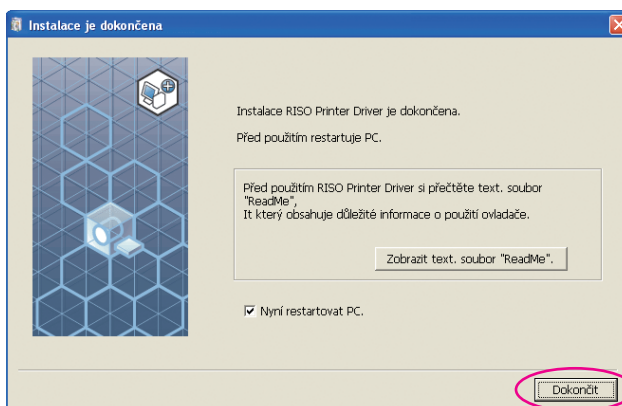 Instalace je dokončena
Instalace RISO Printer Driver je dokončena.
Před použitím restartuje PC.
Před použitím RISO Printer Driver si přečtěte text. soubor
"ReadMe",
It který obsahuje důležité informace o použití ovladače.
Zobrazit text. soubor "ReadMe".
Nyní restartovat PC.
Dokončit